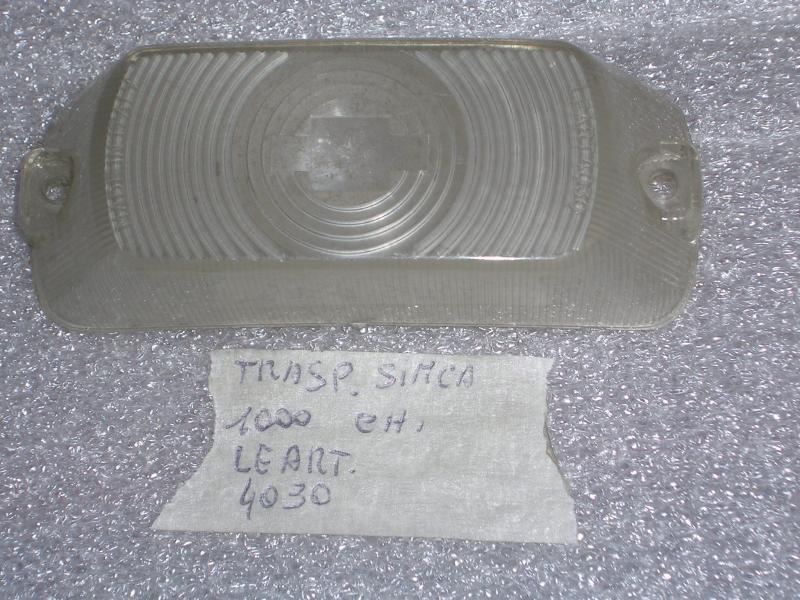 TRASP. SIMCA
1000 CH.
LEART.
4030